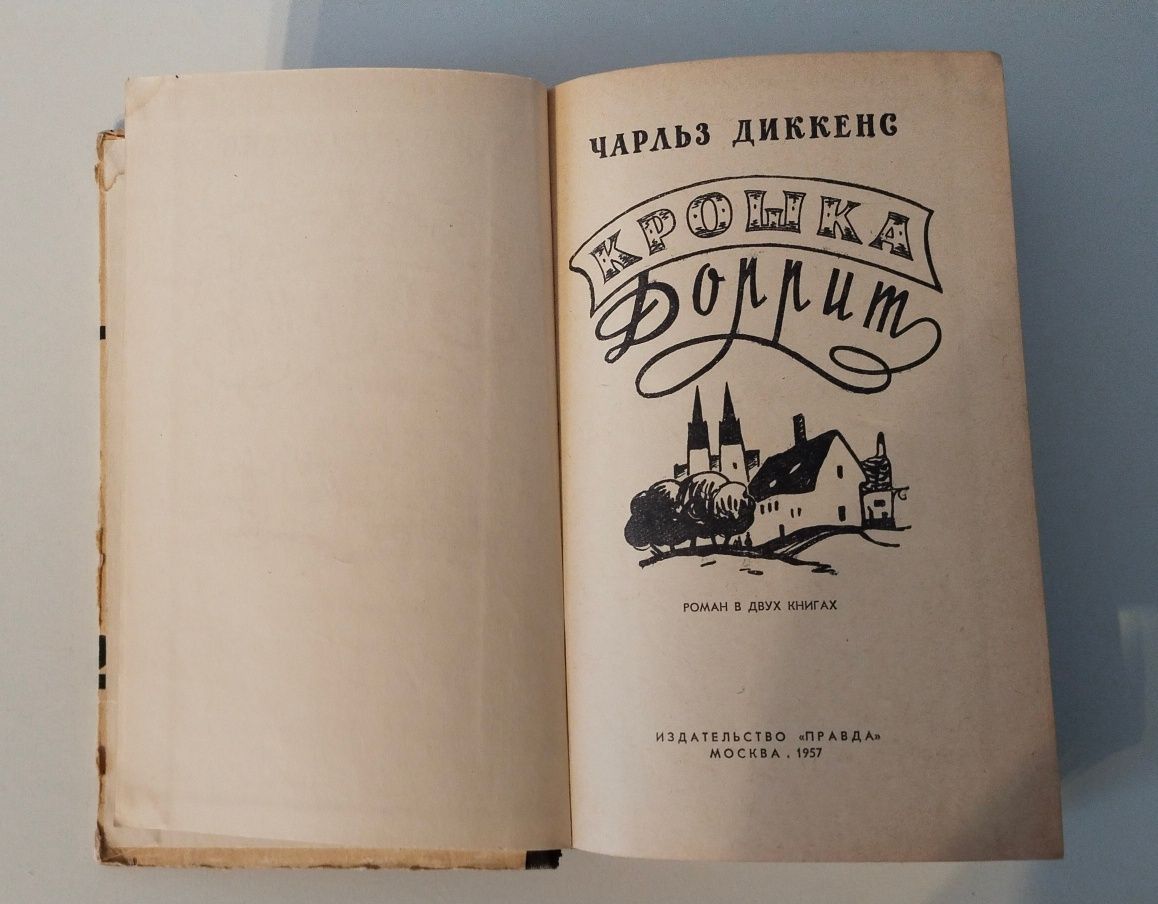 ЧАРЛЬЗ ДИККЕНС
КРОШКА
Доррит
РОМАН В ДВУХ КНИГАХ
ИЗДАТЕЛЬСТВО «ПРАВДА»
МОСКВА . 1957